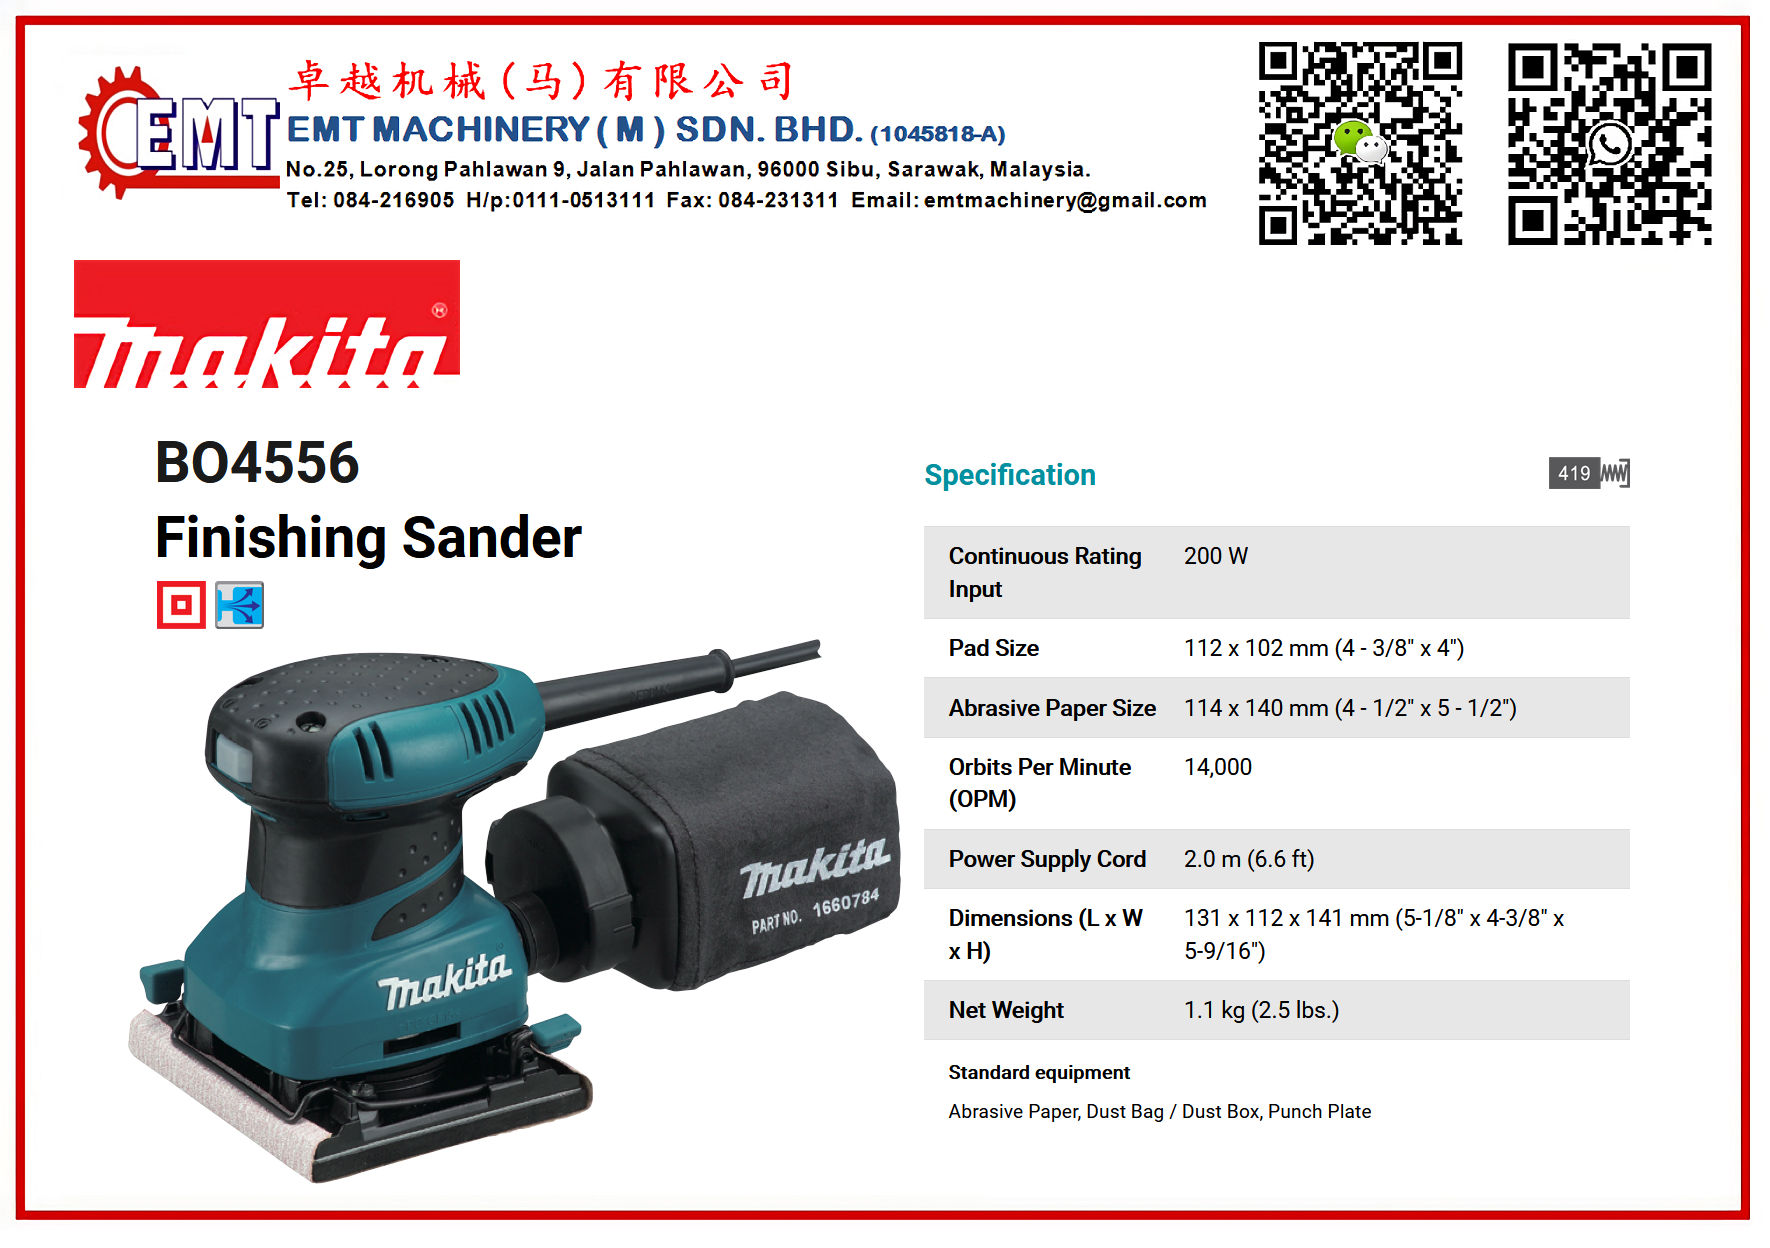 卓越机械(马)有限公司
EMT
EMT MACHINERY ( M ) SDN. BHD. (1045818-A)
No.25, Lorong Pahlawan 9, Jalan Pahlawan, 96000 Sibu, Sarawak, Malaysia.
Tel: 084-216905 H/p:0111-0513111 Fax: 084-231311 Email: emtmachinery@gmail.com
makita
BO4556
Finishing Sander
Specification
419
Continuous Rating Input 200 W
Pad Size 112 x 102 mm (4 - 3/8" x 4")
Abrasive Paper Size 114 x 140 mm (4 - 1/2" x 5 - 1/2")
Orbits Per Minute (OPM) 14,000
Power Supply Cord 2.0 m (6.6 ft)
Dimensions (L x W x H) 131 x 112 x 141 mm (5-1/8" x 4-3/8" x 5-9/16")
Net Weight 1.1 kg (2.5 lbs.)
Standard equipment
Abrasive Paper, Dust Bag / Dust Box, Punch Plate
makita
PART NO. 1660784
makita